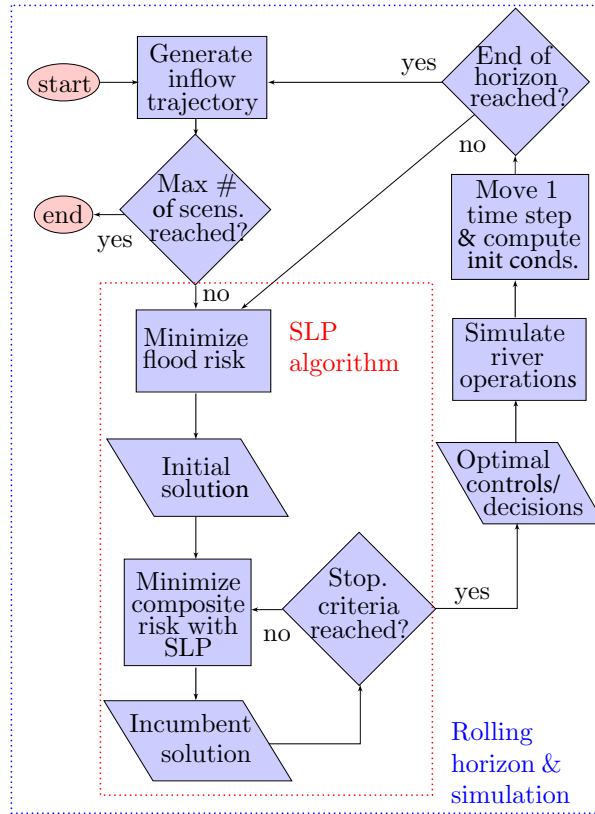 start
Generate
inflow
trajectory
yes
End of
horizon
reached?
no
end
yes
Max #
of scens.
reached?
no
Move 1
time step
& compute
init conds.
Minimize
flood risk
SLP
algorithm
Simulate
river
operations
Initial
solution
Optimal
controls/
decisions
Minimize
composite
risk with
SLP
no
Stop.
criteria
reached?
yes
Incumbent
solution
Rolling
horizon &
simulation